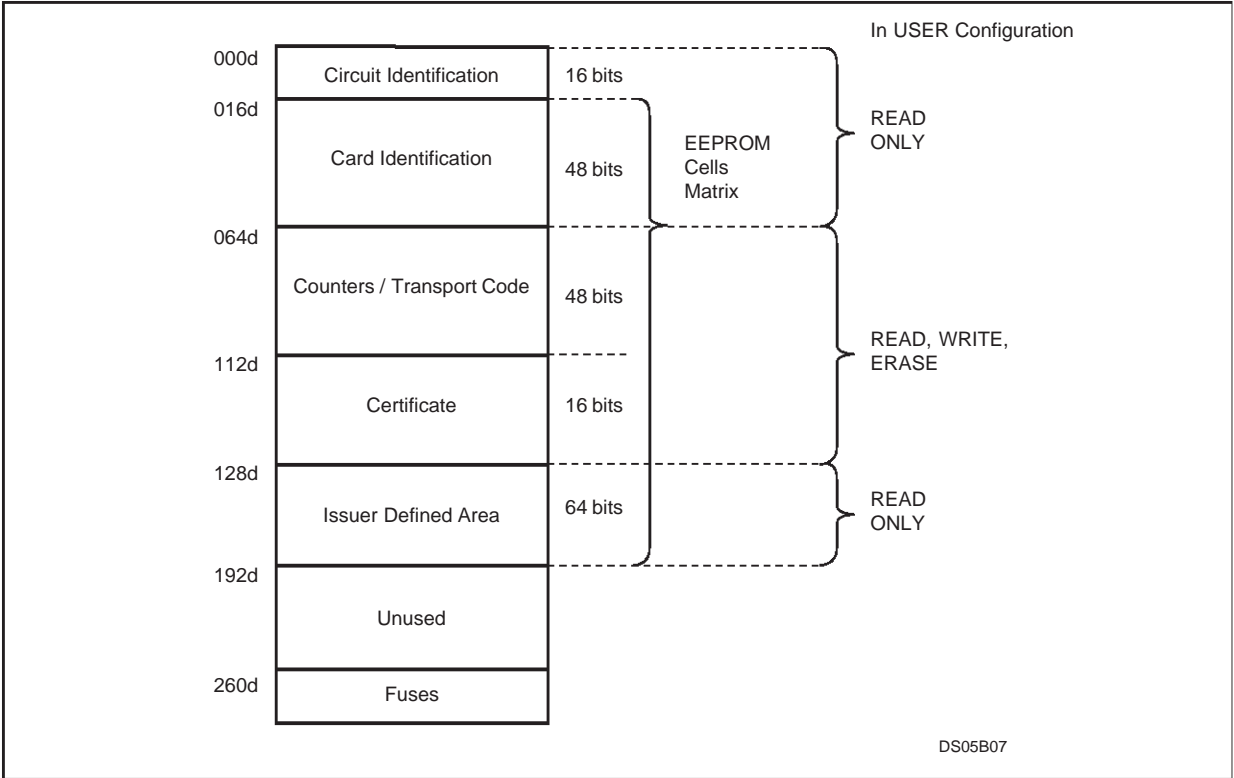 In USER Configuration
000d
Circuit Identification
16 bits
016d
READ
ONLY
EEPROM
Cells
Matrix
Card Identification
48 bits
064d
Counters / Transport Code
48 bits
READ, WRITE,
ERASE
112d
Certificate
16 bits
128d
Issuer Defined Area
64 bits
READ
ONLY
192d
Unused
260d
Fuses
DS05B07